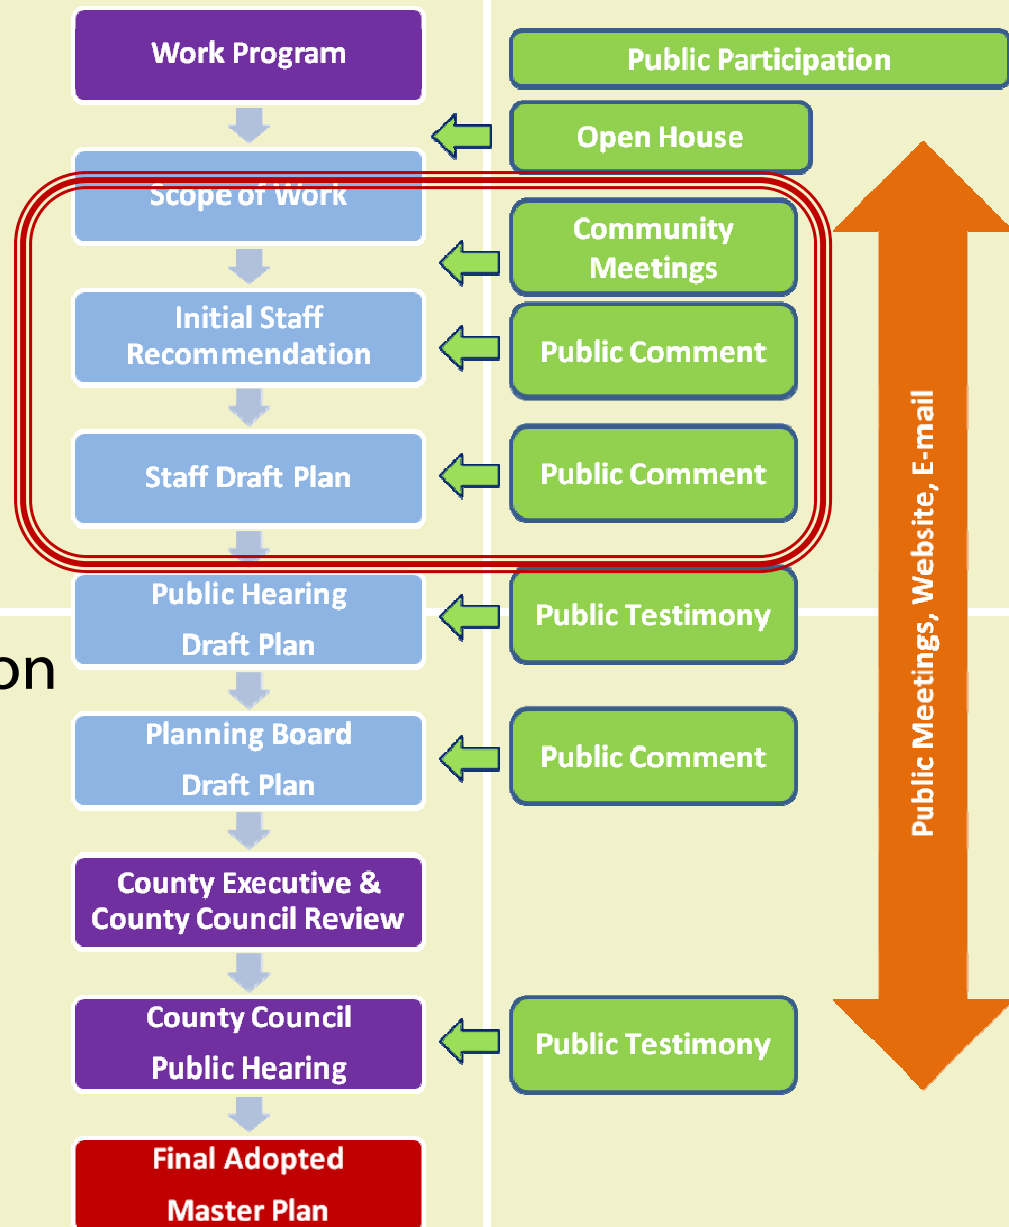 Work Program
Public Participation
Open House
Scope of Work
Community
Meetings
Initial Staff
Recommendation
Public Comment
Staff Draft Plan
Public Comment
Public Hearing
Draft Plan
Public Testimony
on
Planning Board
Draft Plan
Public Comment
County Executive &
County Council Review
County Council
Public Hearing
Public Testimony
Final Adopted
Master Plan
Public Meetings, Website, E-mail